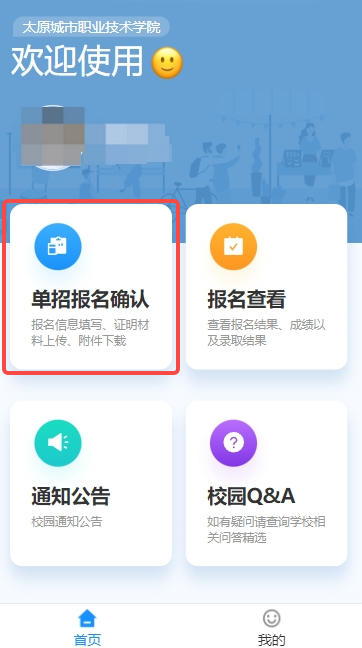 太原城市职业技术学院
欢迎使用
单招报名确认
报名信息填写、证明材
料上传、附件下载
报名查看
查看报名结果、成绩以
及录取结果
通知公告
校园通知公告
校园Q&A
如有疑问请查询学校相
关问答精选
首页
我的